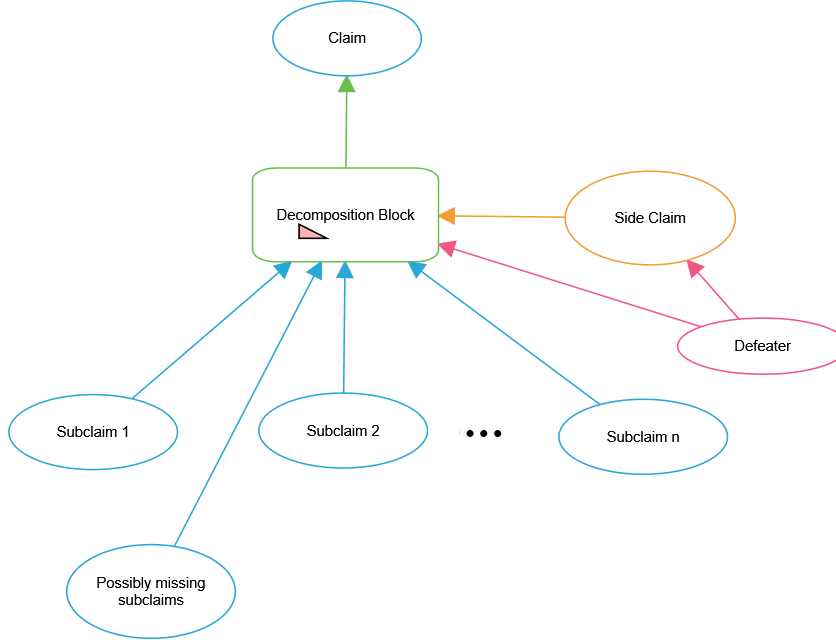 Claim
Decomposition Block
Side Claim
Defeater
Subclaim 1
Subclaim 2
•••
Subclaim n
Possibly missing
subclaims